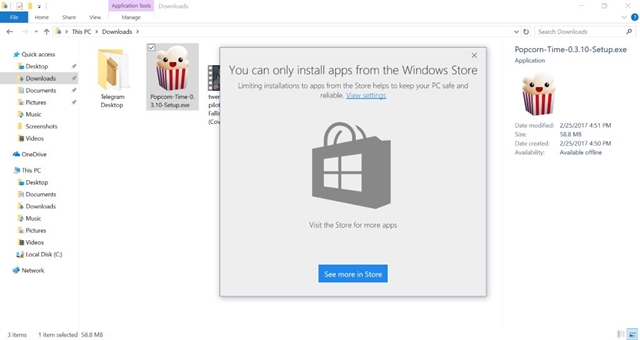 Application Tools
Downloads
File
Home
Share
View
Manage
This PC
Downloads
Search Downloads
Quick access
Desktop
Downloads
Documents
Pictures
Music
Screenshots
Videos
OneDrive
This PC
Desktop
Documents
Downloads
Music
Pictures
Videos
Local Disk (C:)
Network
Telegram
Desktop
Popcorn-Time-0.
3.10-Setup.exe
twen
pilot
Fallin
(Cov
You can only install apps from the Windows Store
Limiting installations to apps from the Store helps to keep your PC safe and
reliable. View settings
Visit the Store for more apps
See more in Store
Popcorn-Time-0.3.10-Setup.exe
Application
Date modified: 2/25/2017 4:51 PM
Size: 58.8 MB
Date created: 2/25/2017 4:50 PM
Availability: Available offline
3 items
1 item selected 58.8 MB